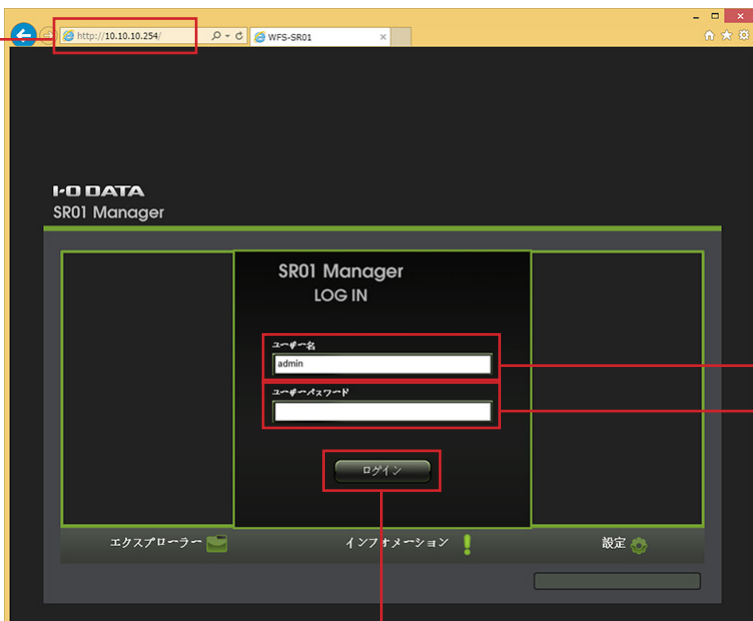 http://10.10.10.254/
WFS-SR01
I-O DATA
SR01 Manager
SR01 Manager
LOG IN
ユーザー名
admin
ユーザーパスワード
ログイン
エクスプローラー
インフォメーション
設定